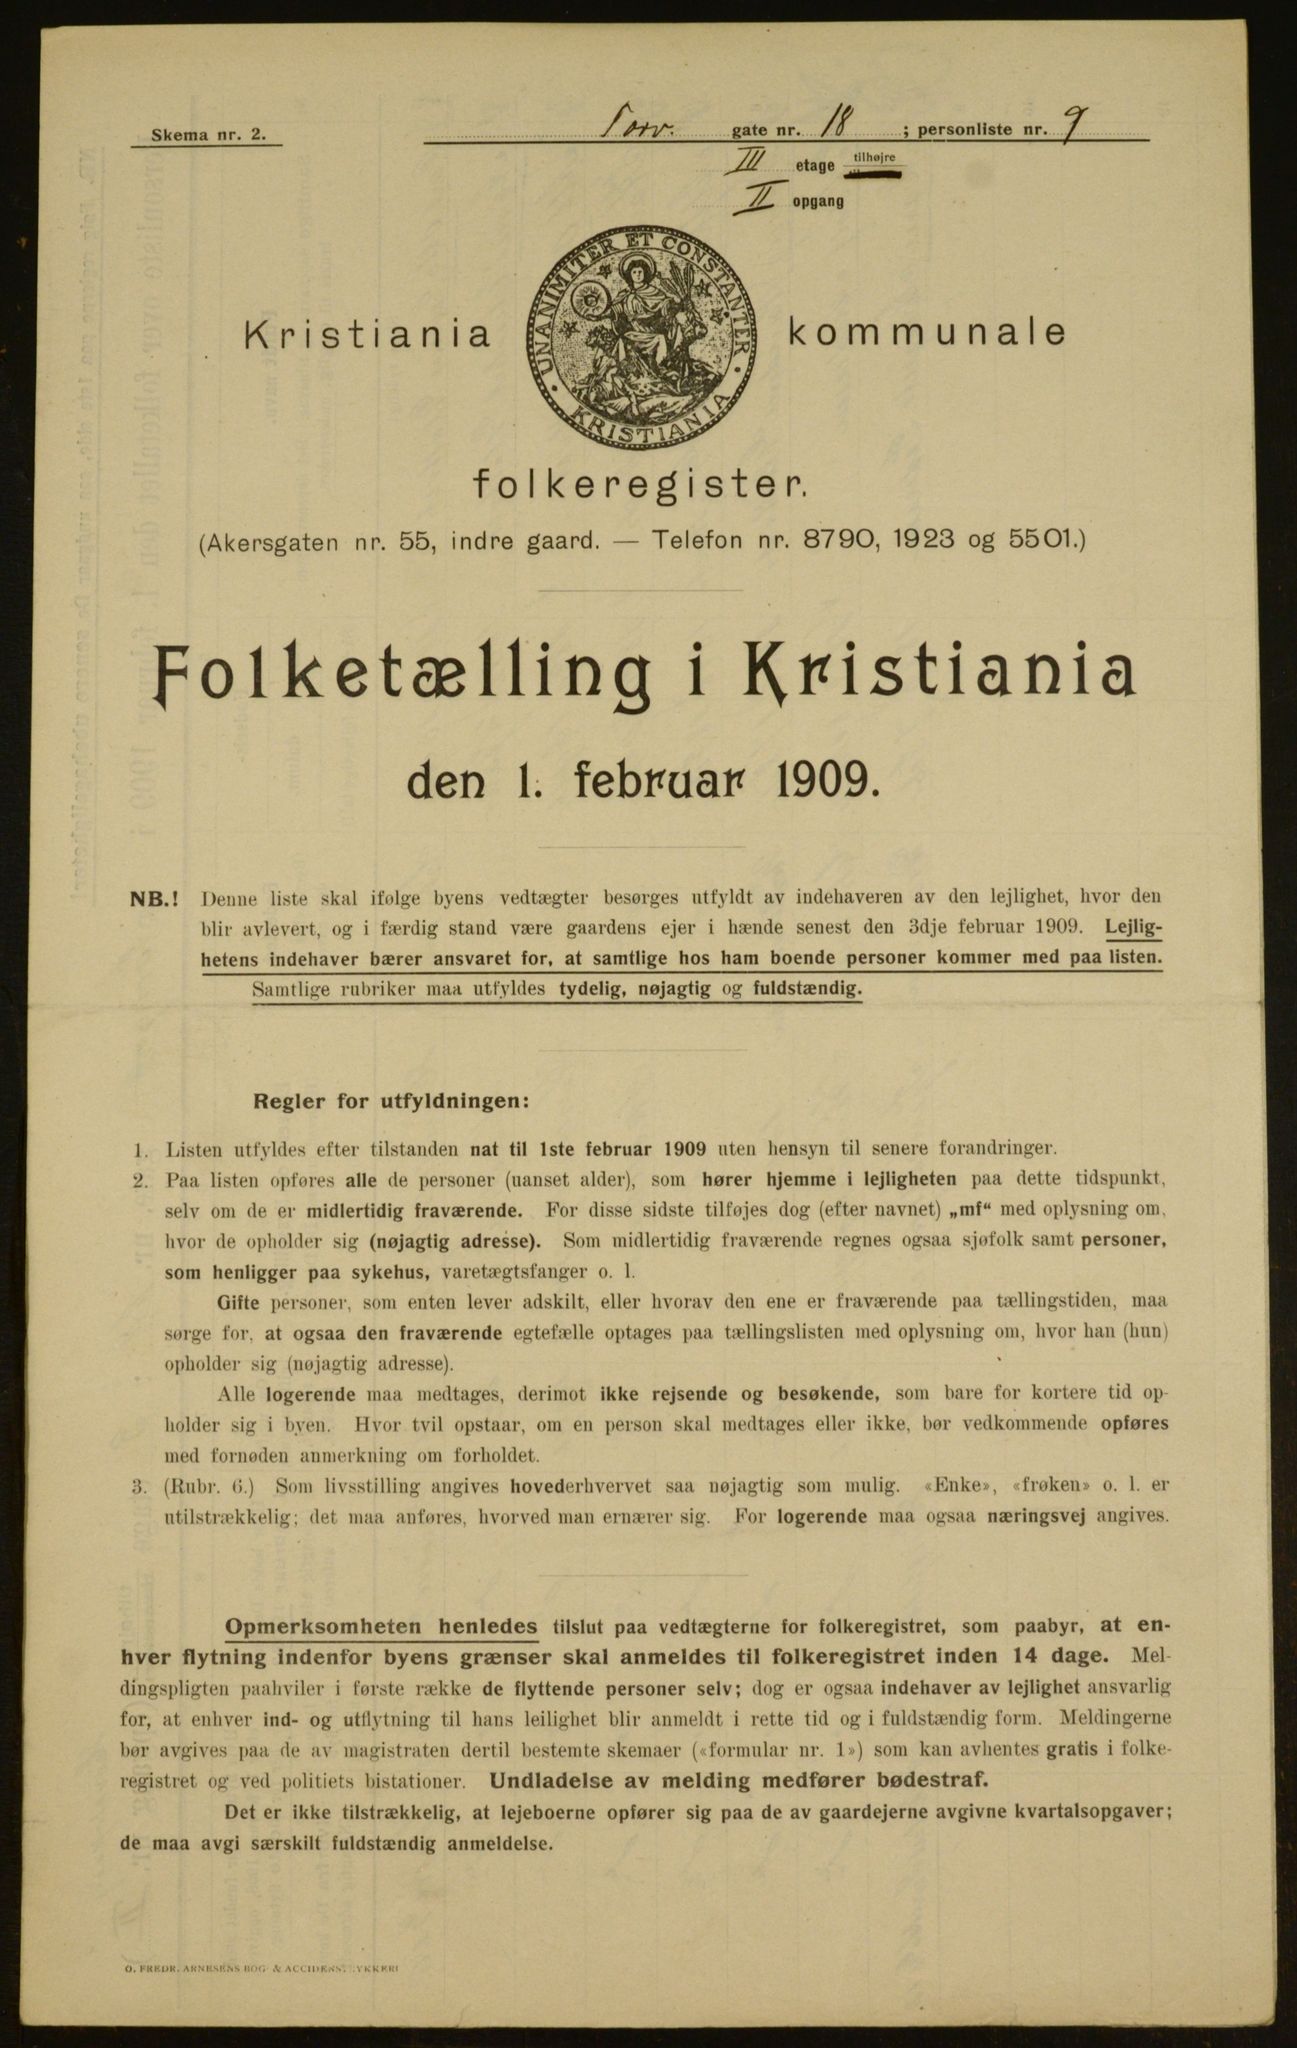 Skema nr. 2.
Torv. gate nr. 18 ; personliste nr. 9
III etage tilhøjre
II opgang
UNANIMITER ET CONSTANTER
KRISTIANIA
Kristiania kommunale
folkeregister.
(Akersgaten nr. 55, indre gaard. — Telefon nr. 8790, 1923 og 5501.)
Folketælling i Kristiania
den 1. februar 1909.
NB.! Denne liste skal ifølge byens vedtægter besørges utfyldt av indehaveren av den lejlighet, hvor den
blir avlevert, og i færdig stand være gaardens ejer i hænde senest den 3dje februar 1909. Lejlig-
hetens indehaver bærer ansvaret for, at samtlige hos ham boende personer kommer med paa listen.
Samtlige rubriker maa utfyldes tydelig, nøjagtig og fuldstændig.
Regler for utfyldningen:
1. Listen utfyldes efter tilstanden nat til 1ste februar 1909 uten hensyn til senere forandringer.
2. Paa listen opføres alle de personer (uanset alder), som hører hjemme i lejligheten paa dette tidspunkt,
selv om de er midlertidig fraværende. For disse sidste tilføjes dog (efter navnet) „mf“ med oplysning om,
hvor de opholder sig (nøjagtig adresse). Som midlertidig fraværende regnes ogsaa sjøfolk samt personer,
som henligger paa sykehus, varetægtsfanger o. l.
Gifte personer, som enten lever adskilt, eller hvorav den ene er fraværende paa tællingstiden, maa
sørge for, at ogsaa den fraværende egtefælle optages paa tællingslisten med oplysning om, hvor han (hun)
opholder sig (nøjagtig adresse).
Alle logerende maa medtages, derimot ikke rejsende og besøkende, som bare for kortere tid op-
holder sig i byen. Hvor tvil opstaar, om en person skal medtages eller ikke, bør vedkommende opføres
med fornøden anmerkning om forholdet.
3. (Rubr. 6.) Som livsstilling angives hovederhvervet saa nøjagtig som mulig. «Enke», «frøken» o. l. er
utilstrækkelig; det maa anføres, hvorved man ernærer sig. For logerende maa ogsaa næringsvej angives.
Opmerksomheten henledes tilslut paa vedtægterne for folkeregistret, som paabyr, at en-
hver flytning indenfor byens grænser skal anmeldes til folkeregistret inden 14 dage. Mel-
dingspligten paahviler i første række de flyttende personer selv; dog er ogsaa indehaver av lejlighet ansvarlig
for, at enhver ind- og utflytning til hans leilighet blir anmeldt i rette tid og i fuldstændig form. Meldingerne
bør avgives paa de av magistraten dertil bestemte skemaer («formular nr. 1») som kan avhentes gratis i folke-
registret og ved politiets bistationer. Undladelse av melding medfører bødestraf.
Det er ikke tilstrækkelig, at lejeboerne opfører sig paa de av gaardejerne avgivne kvartalsopgaver;
de maa avgi særskilt fuldstændig anmeldelse.
O. FREDR. ARNESENS BOG- & ACCIDENSTRYKKERI